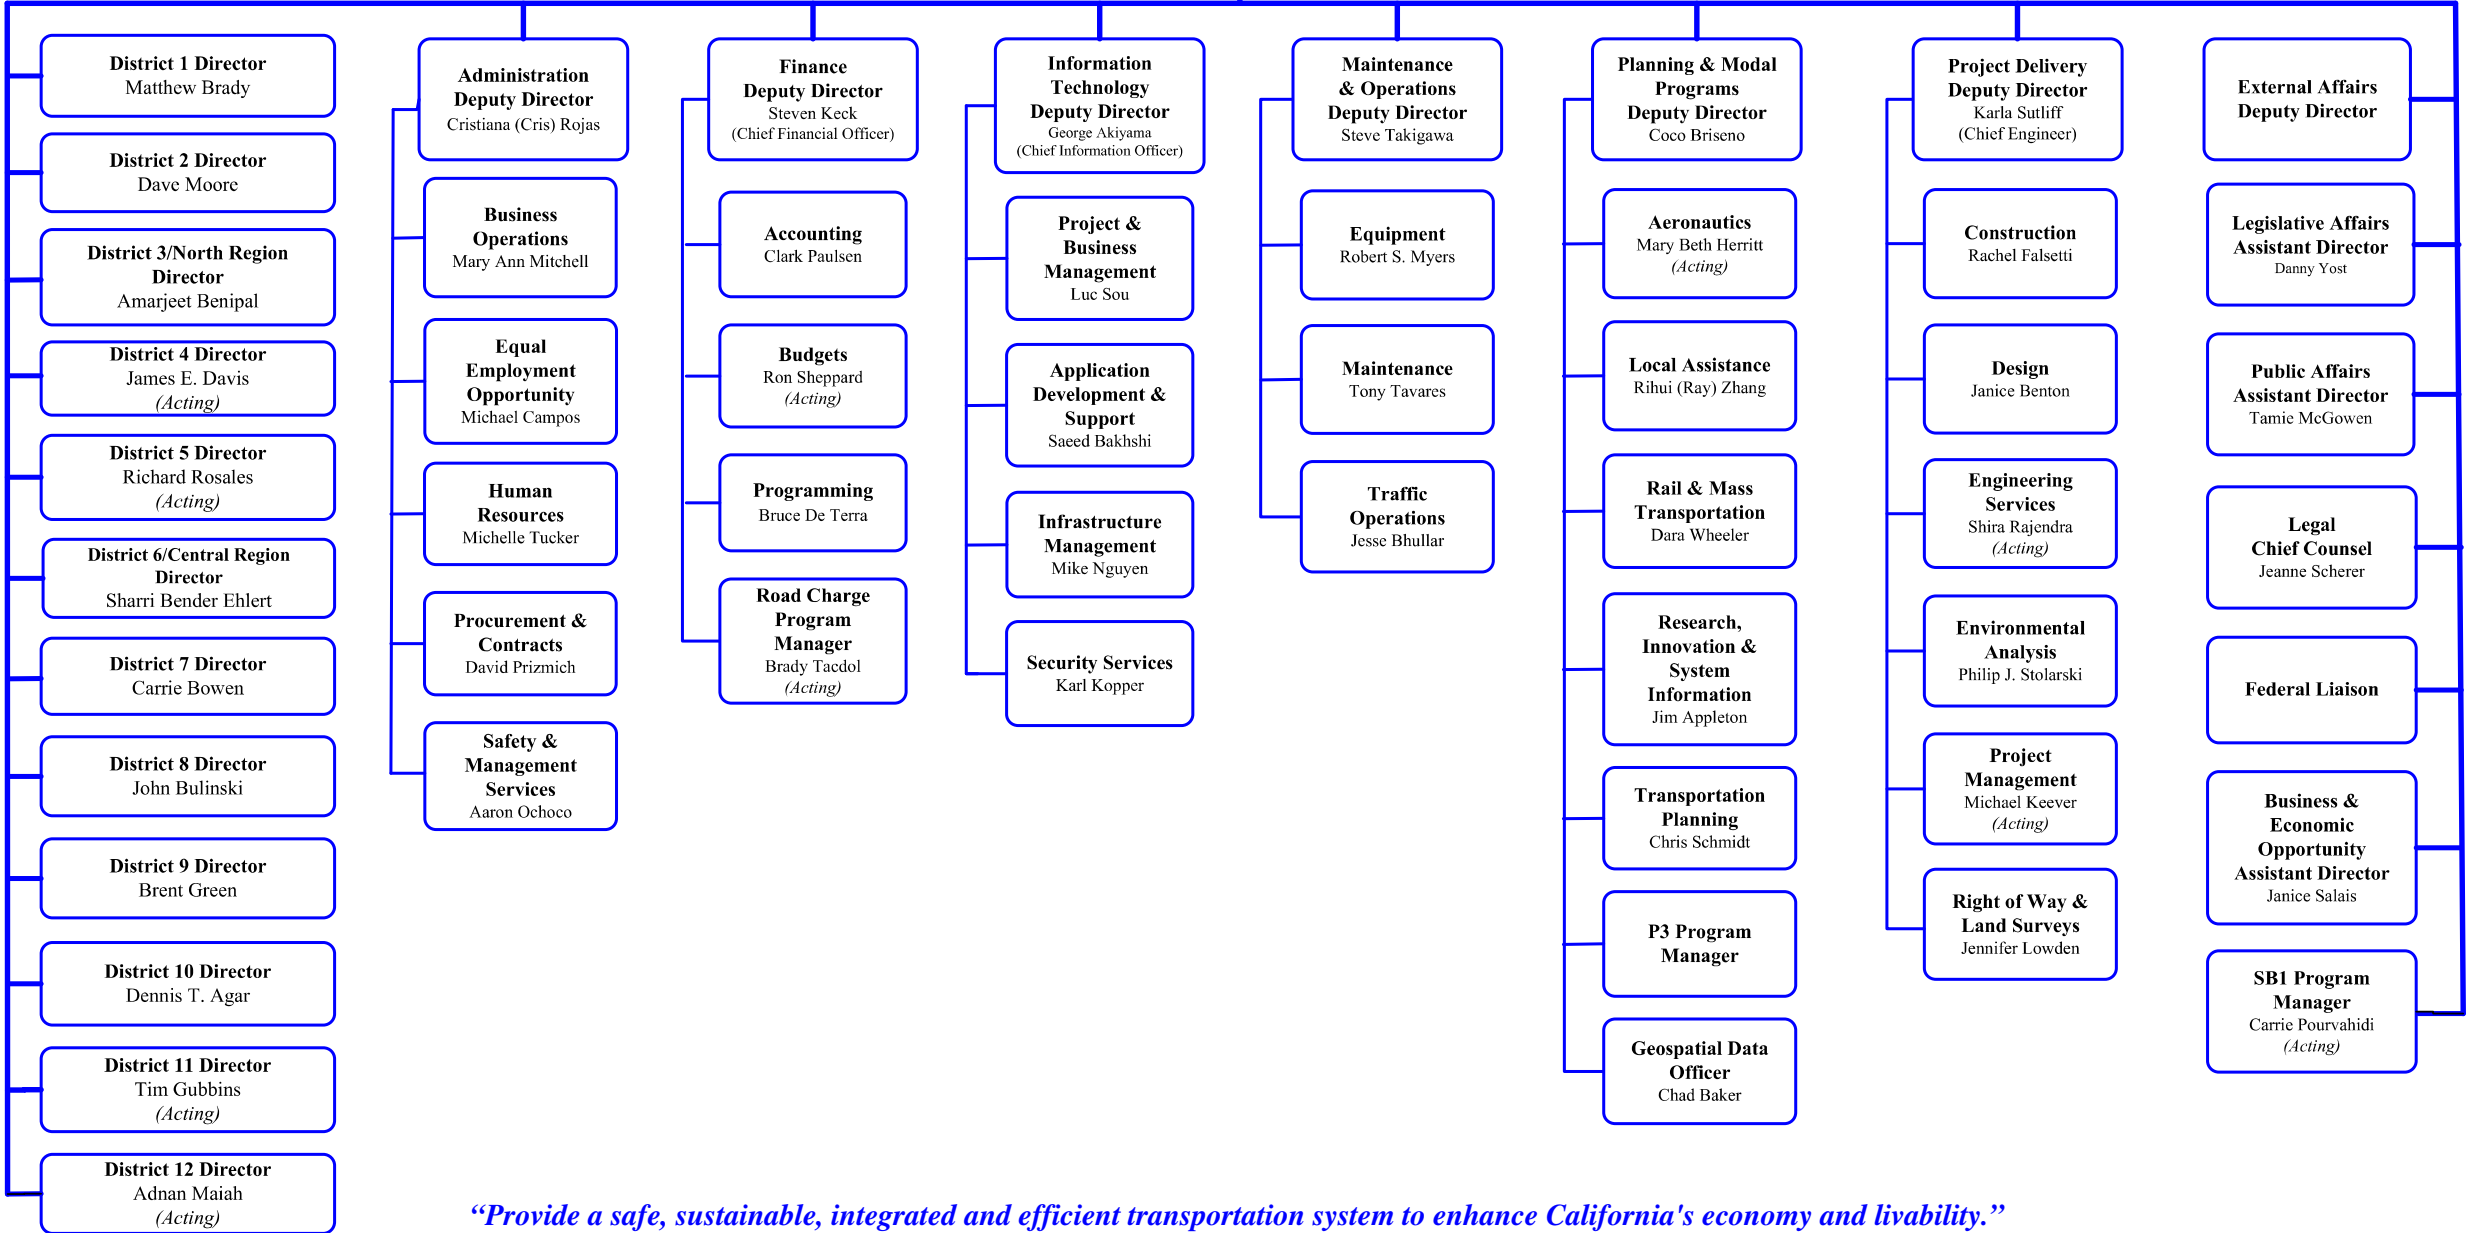 District 1 Director
Matthew Brady
District 2 Director
Dave Moore
District 3/North Region
Director
Amarjeet Benipal
District 4 Director
James E. Davis
(Acting)
District 5 Director
Richard Rosales
(Acting)
District 6/Central Region
Director
Sharri Bender Ehlert
District 7 Director
Carrie Bowen
District 8 Director
John Bulinski
District 9 Director
Brent Green
District 10 Director
Dennis T. Agar
District 11 Director
Tim Gubbins
(Acting)
District 12 Director
Adnan Maiah
(Acting)
Administration
Deputy Director
Cristiana (Cris) Rojas
Business
Operations
Mary Ann Mitchell
Equal
Employment
Opportunity
Michael Campos
Human
Resources
Michelle Tucker
Procurement &
Contracts
David Prizmich
Safety &
Management
Services
Aaron Ochoco
Finance
Deputy Director
Steven Keck
(Chief Financial Officer)
Accounting
Clark Paulsen
Budgets
Ron Sheppard
(Acting)
Programming
Bruce De Terra
Road Charge
Program
Manager
Brady Tacdol
(Acting)
Information
Technology
Deputy Director
George Akiyama
(Chief Information Officer)
Project &
Business
Management
Luc Sou
Application
Development &
Support
Saeed Bakhshi
Infrastructure
Management
Mike Nguyen
Security Services
Karl Kopper
Maintenance
& Operations
Deputy Director
Steve Takigawa
Equipment
Robert S. Myers
Maintenance
Tony Tavares
Traffic
Operations
Jesse Bhullar
Planning & Modal
Programs
Deputy Director
Coco Briseno
Aeronautics
Mary Beth Herritt
(Acting)
Local Assistance
Rihui (Ray) Zhang
Rail & Mass
Transportation
Dara Wheeler
Research,
Innovation &
System
Information
Jim Appleton
Transportation
Planning
Chris Schmidt
P3 Program
Manager
Geospatial Data
Officer
Chad Baker
Project Delivery
Deputy Director
Karla Sutliff
(Chief Engineer)
Construction
Rachel Falsetti
Design
Janice Benton
Engineering
Services
Shira Rajendra
(Acting)
Environmental
Analysis
Philip J. Stolarski
Project
Management
Michael Keever
(Acting)
Right of Way &
Land Surveys
Jennifer Lowden
External Affairs
Deputy Director
Legislative Affairs
Assistant Director
Danny Yost
Public Affairs
Assistant Director
Tamie McGowen
Legal
Chief Counsel
Jeanne Scherer
Federal Liaison
Business &
Economic
Opportunity
Assistant Director
Janice Salais
SB1 Program
Manager
Carrie Pourvahidi
(Acting)
“Provide a safe, sustainable, integrated and efficient transportation system to enhance California's economy and livability.”